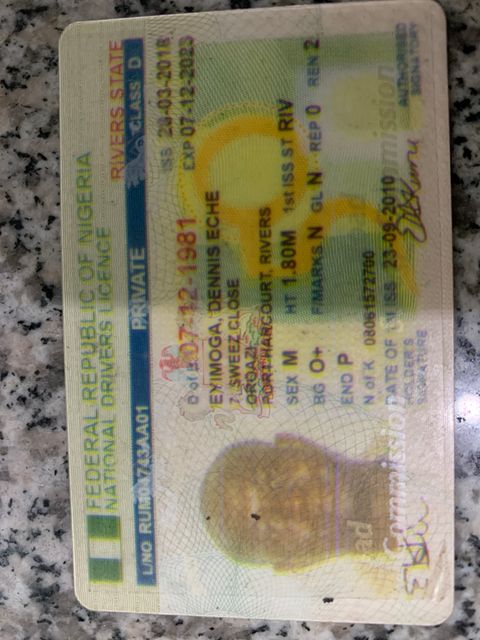 FEDERAL REPUBLIC OF NIGERIA
NATIONAL DRIVERS LICENCE
RIVERS STATE
L/NO RUM04743AA01 PRIVATE CLASS D
ISS 28-03-2018
D of B 07-12-1981 EXP 07-12-2023
EYIMOGA, DENNIS ECHE
7, SWEEZ CLOSE
OROAZI
PORT HARCOURT, RIVERS
SEX M HT 1.80M 1st ISS ST RIV
BG O+ F/MARKS N GL N REP 0 REN 2
END P
N of K 08061572700
Commission
DATE OF ISS 23-09-2010
HOLDER'S
SIGNATURE
AUTHORISED
SIGNATORY